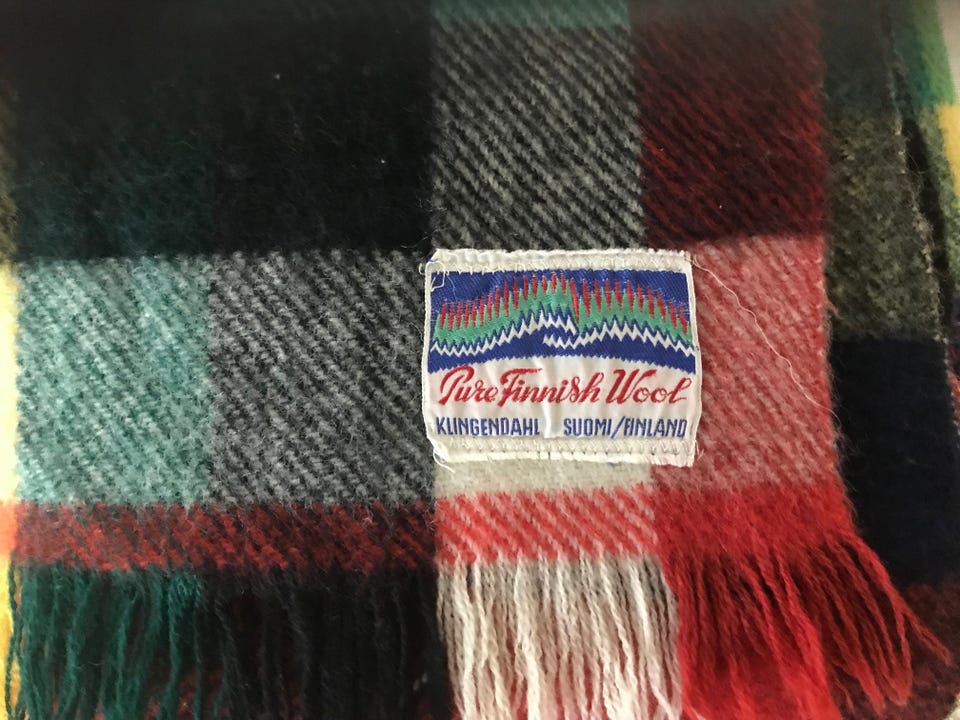 Pure Finnish Wool
KLINGENDAHL SUOMI/FINLAND